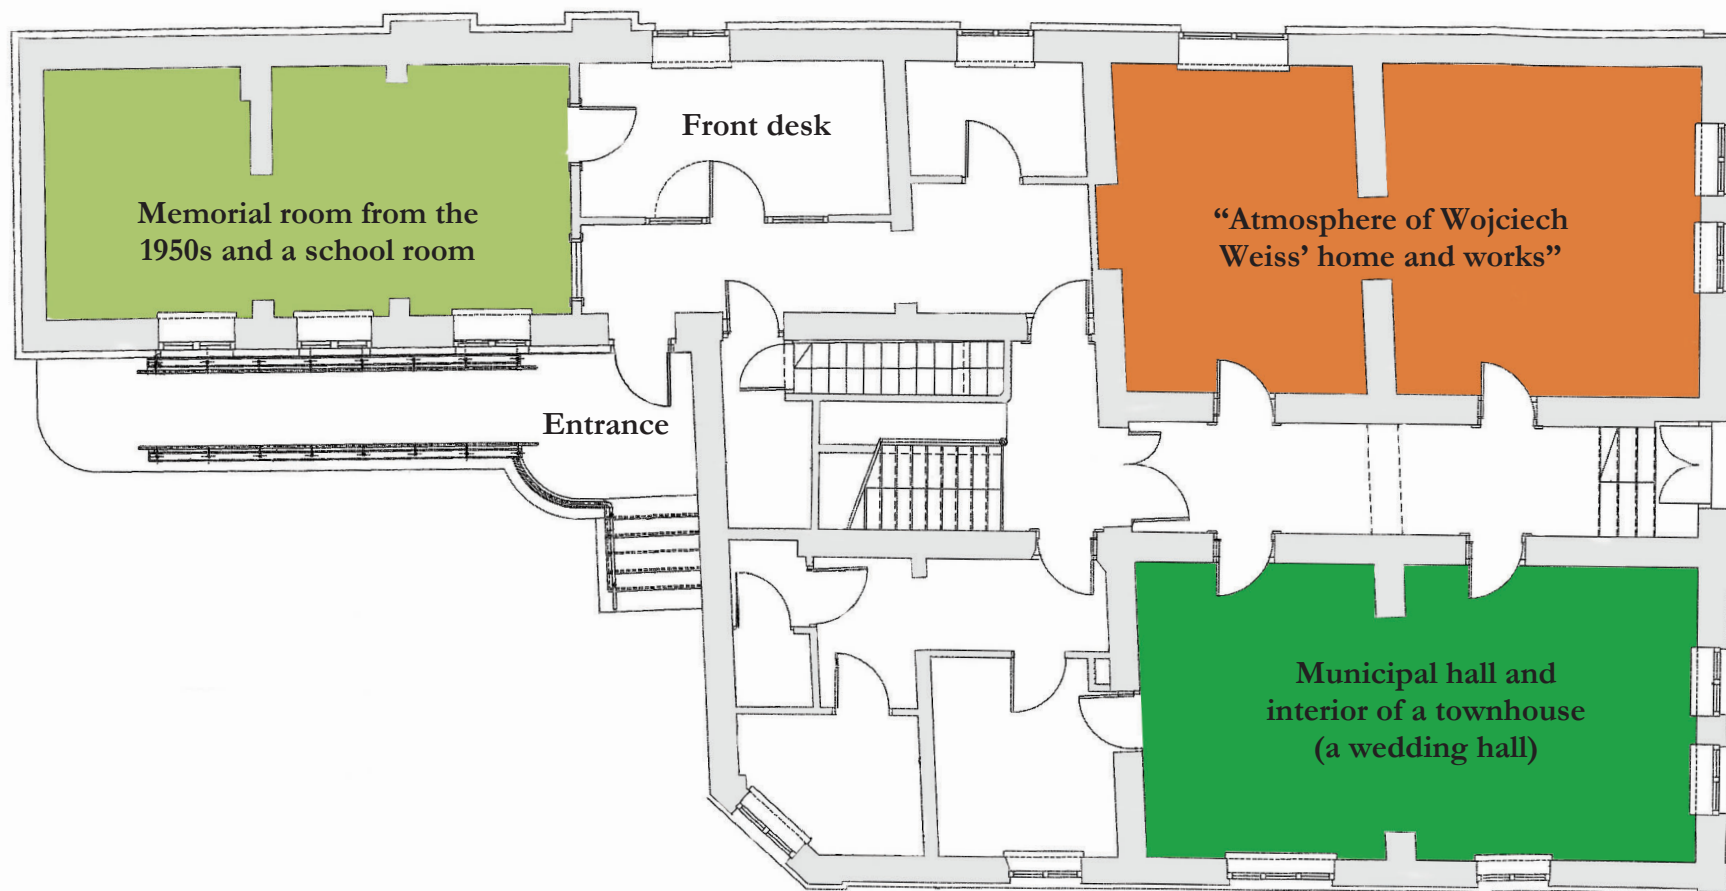 Front desk
Memorial room from the
1950s and a school room
“Atmosphere of Wojciech
Weiss’ home and works”
Entrance
Municipal hall and
interior of a townhouse
(a wedding hall)